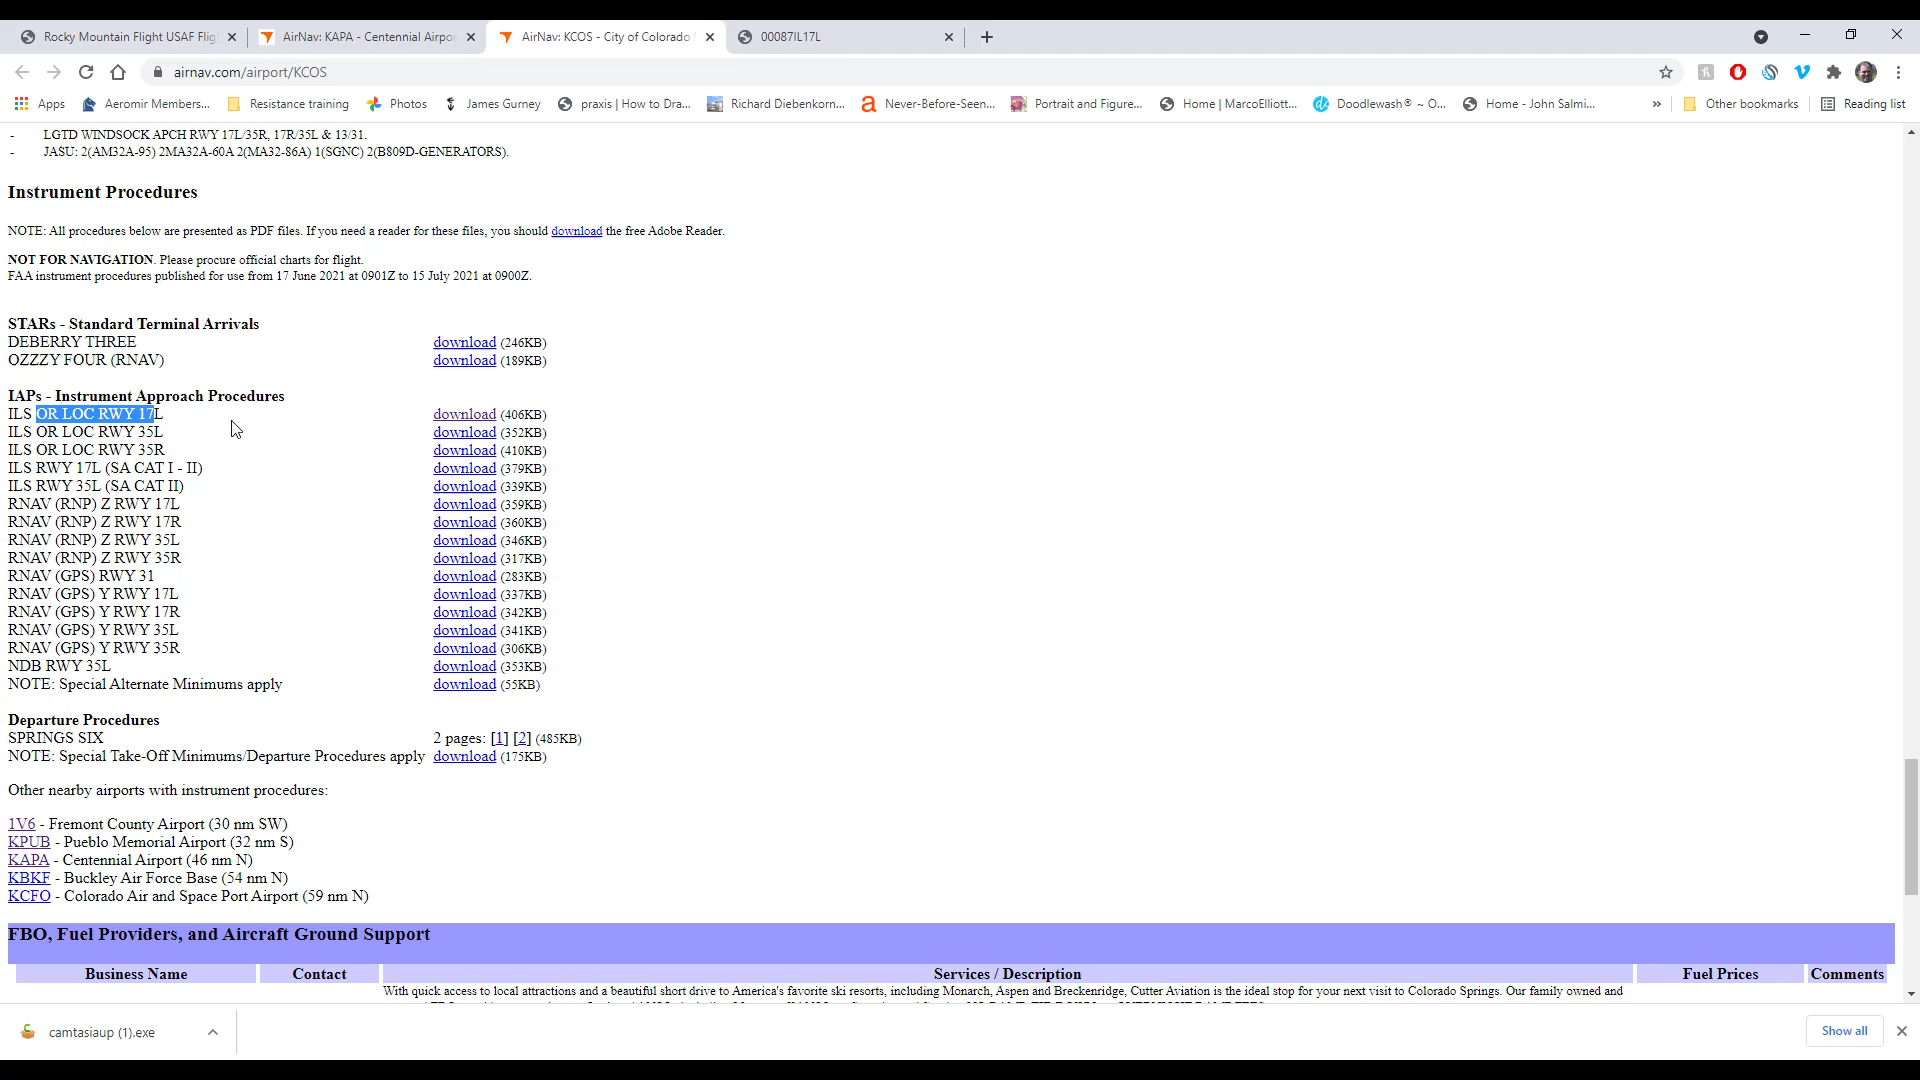 Rocky Mountain Flight USAF Flig
AirNav: KAPA - Centennial Airpor
AirNav: KCOS - City of Colorado
00087IL17L
airnav.com/airport/KCOS
Apps
Aeromir Members...
Resistance training
Photos
James Gurney
praxis | How to Dra...
Richard Diebenkorn...
Never-Before-Seen...
Portrait and Figure...
Home | MarcoElliott...
Doodlewash® ~ O...
Home - John Salmi...
»
Other bookmarks
Reading list
- LGTD WINDSOCK APCH RWY 17L/35R, 17R/35L & 13/31.
- JASU: 2(AM32A-95) 2MA32A-60A 2(MA32-86A) 1(SGNC) 2(B809D-GENERATORS).
Instrument Procedures
NOTE: All procedures below are presented as PDF files. If you need a reader for these files, you should download the free Adobe Reader.
NOT FOR NAVIGATION. Please procure official charts for flight.
FAA instrument procedures published for use from 17 June 2021 at 0901Z to 15 July 2021 at 0900Z.
STARs - Standard Terminal Arrivals
DEBERRY THREE download (246KB)
OZZZY FOUR (RNAV) download (189KB)
IAPs - Instrument Approach Procedures
ILS OR LOC RWY 17L download (406KB)
ILS OR LOC RWY 35L download (352KB)
ILS OR LOC RWY 35R download (410KB)
ILS RWY 17L (SA CAT I - II) download (379KB)
ILS RWY 35L (SA CAT II) download (339KB)
RNAV (RNP) Z RWY 17L download (359KB)
RNAV (RNP) Z RWY 17R download (360KB)
RNAV (RNP) Z RWY 35L download (346KB)
RNAV (RNP) Z RWY 35R download (317KB)
RNAV (GPS) RWY 31 download (283KB)
RNAV (GPS) Y RWY 17L download (337KB)
RNAV (GPS) Y RWY 17R download (342KB)
RNAV (GPS) Y RWY 35L download (341KB)
RNAV (GPS) Y RWY 35R download (306KB)
NDB RWY 35L download (353KB)
NOTE: Special Alternate Minimums apply download (55KB)
Departure Procedures
SPRINGS SIX 2 pages: [1] [2] (485KB)
NOTE: Special Take-Off Minimums/Departure Procedures apply download (175KB)
Other nearby airports with instrument procedures:
1V6 - Fremont County Airport (30 nm SW)
KPUB - Pueblo Memorial Airport (32 nm S)
KAPA - Centennial Airport (46 nm N)
KBKF - Buckley Air Force Base (54 nm N)
KCFO - Colorado Air and Space Port Airport (59 nm N)
FBO, Fuel Providers, and Aircraft Ground Support
Business Name Contact Services / Description Fuel Prices Comments
With quick access to local attractions and a beautiful short drive to America's favorite ski resorts, including Monarch, Aspen and Breckenridge, Cutter Aviation is the ideal stop for your next visit to Colorado Springs. Our family owned and
camtasiaup (1).exe
Show all